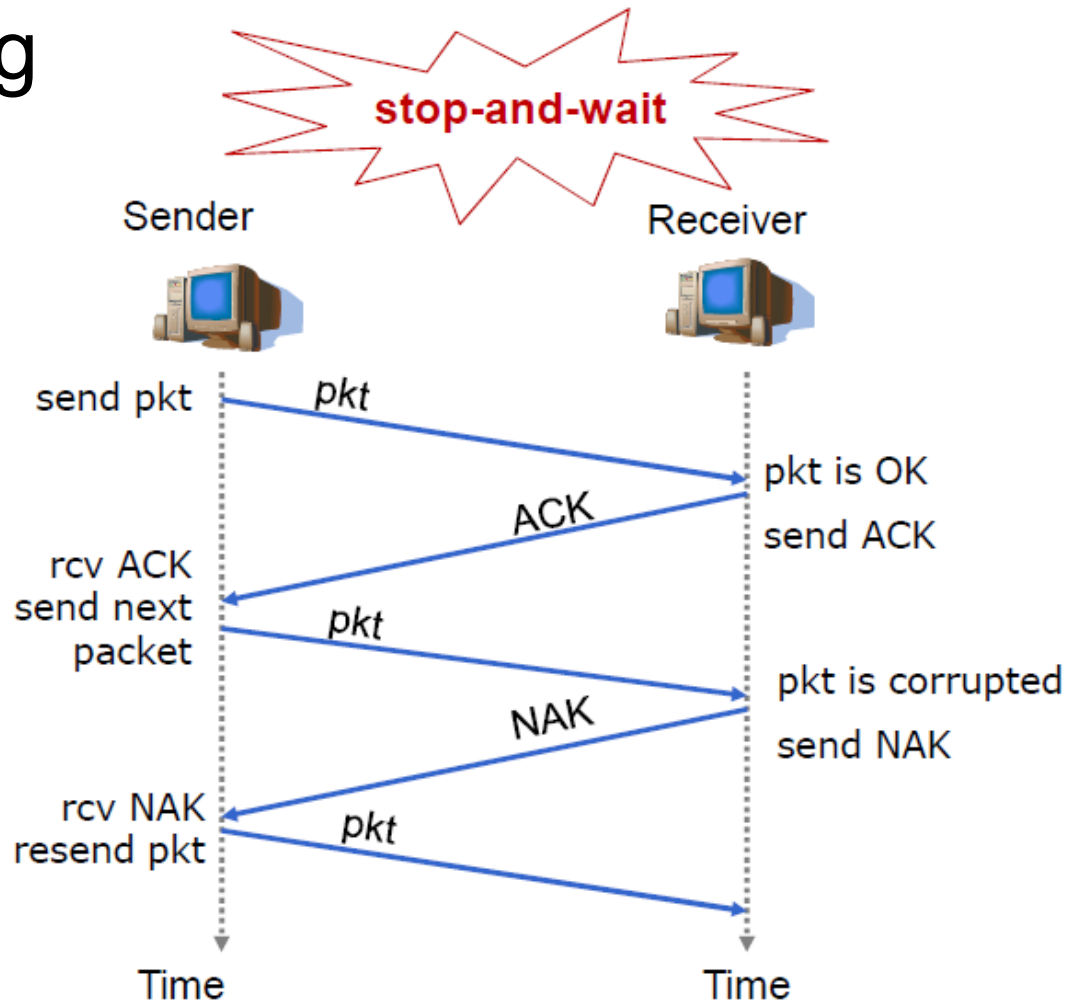 g
stop-and-wait
Sender
Receiver
send pkt
pkt
pkt is OK
ACK
send ACK
rcv ACK
send next
packet
pkt
pkt is corrupted
NAK
send NAK
rcv NAK
resend pkt
pkt
Time
Time